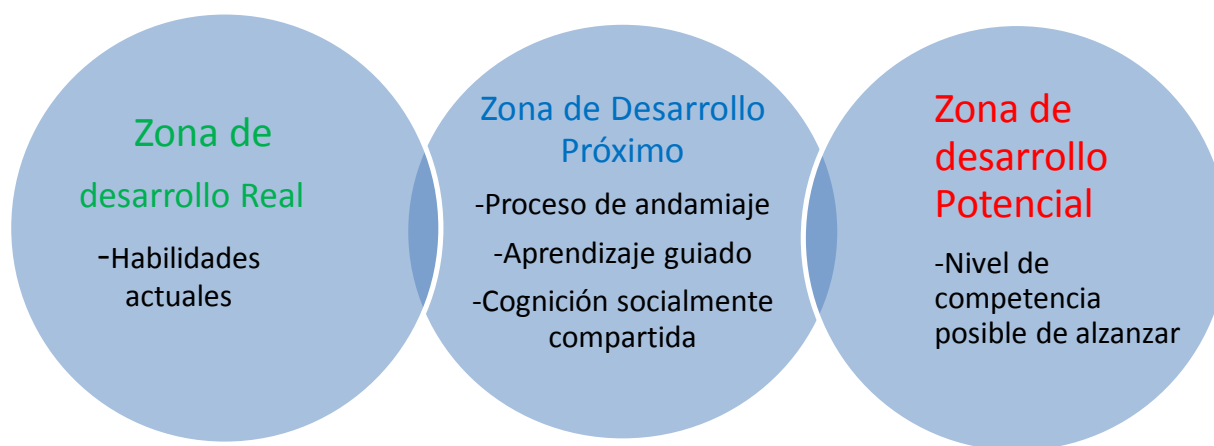 Zona de
desarrollo Real
-Habilidades
actuales
Zona de Desarrollo
Próximo
-Proceso de andamiaje
-Aprendizaje guiado
-Cognición socialmente
compartida
Zona de
desarrollo
Potencial
-Nivel de
competencia
posible de alzanzar